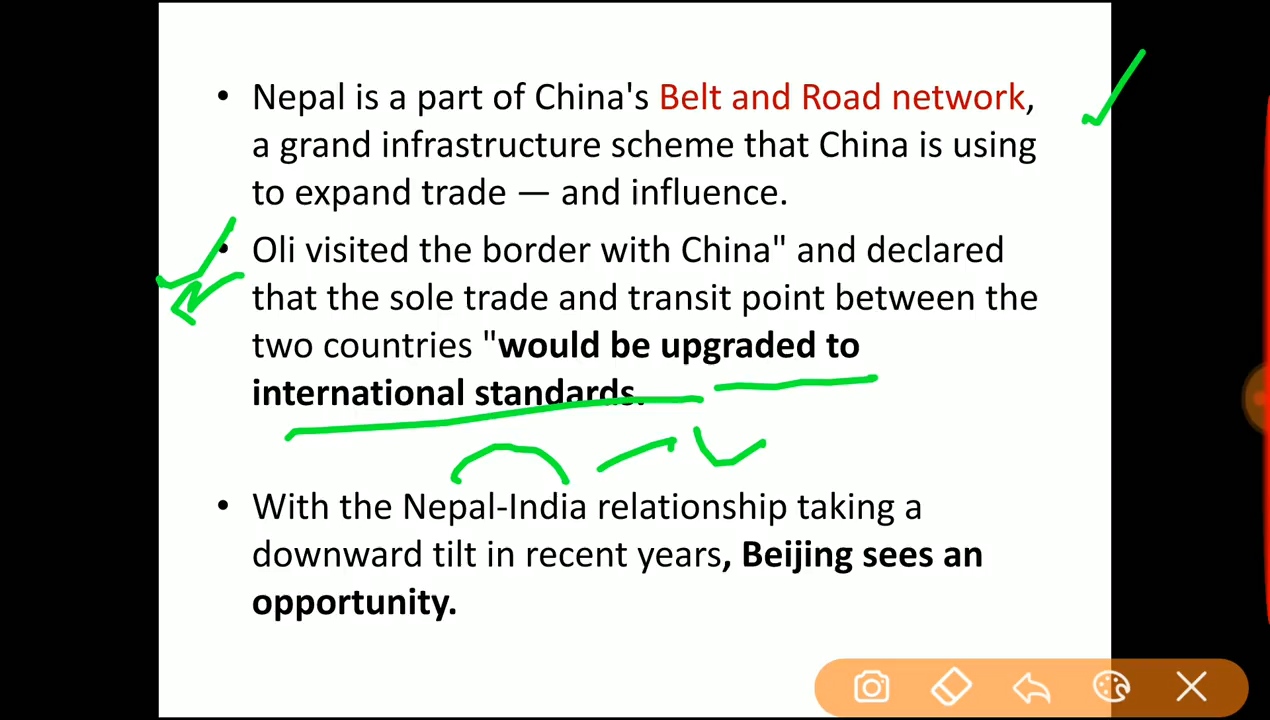 • Nepal is a part of China's Belt and Road network,
a grand infrastructure scheme that China is using
to expand trade — and influence.
• Oli visited the border with China" and declared
that the sole trade and transit point between the
two countries "would be upgraded to
international standards.
• With the Nepal-India relationship taking a
downward tilt in recent years, Beijing sees an
opportunity.